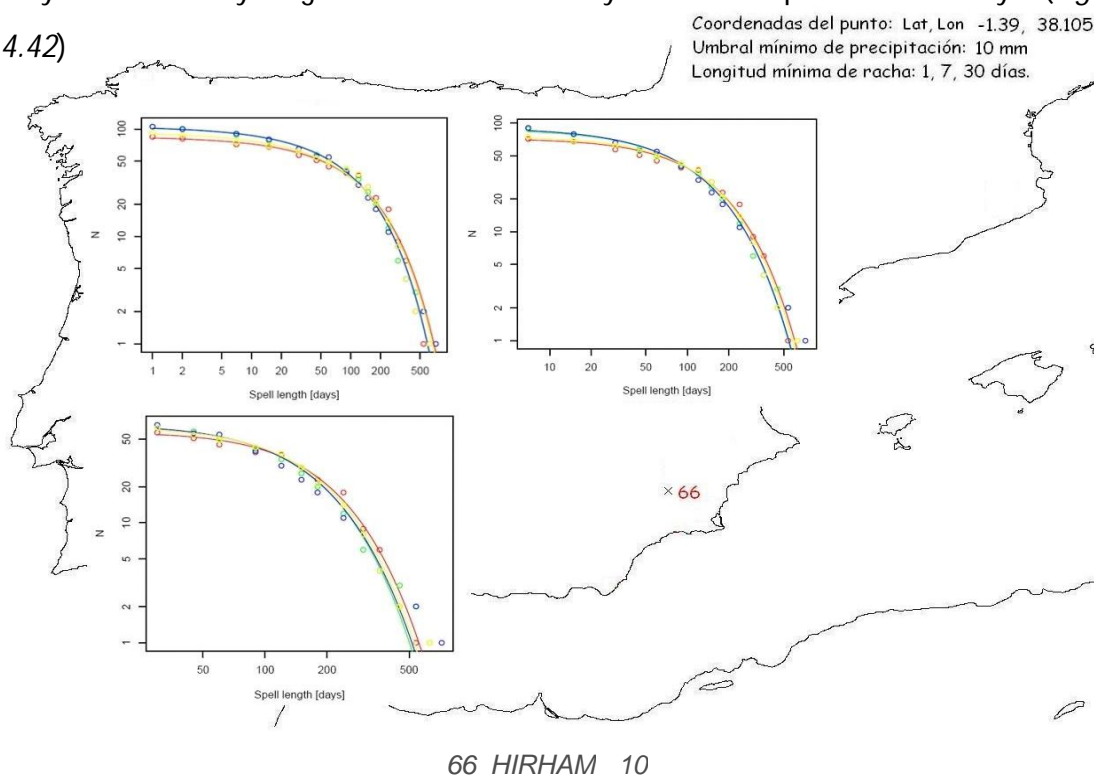 4.42)
Coordenadas del punto: Lat, Lon -1.39, 38.105
Umbral mínimo de precipitación: 10 mm
Longitud mínima de racha: 1, 7, 30 días.
N
100
50
20
10
5
2
1
1 2 5 10 20 50 100 200 500
Spell length [days]
N
100
50
20
10
5
2
1
10 20 50 100 200 500
Spell length [days]
N
50
20
10
5
2
1
50 100 200 500
Spell length [days]
66
66 HIRHAM 10